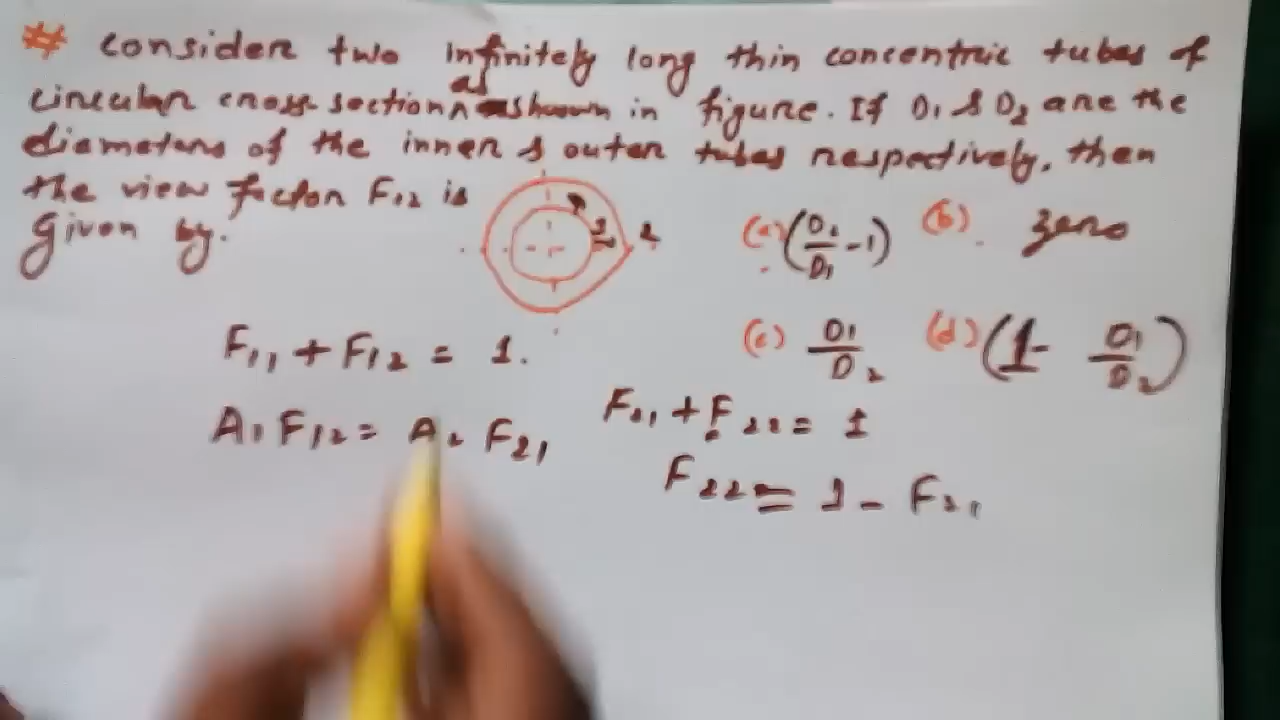 # Consider two infinitely long thin concentric tubes of
circular cross section as shown in figure. If D1 & D2 are the
diameters of the inner & outer tubes respectively, then
the view factor F12 is
given by.
1 2
(a) (D2/D1 - 1) (b) zero
(c) D1/D2 (d) (1 - D1/D2)
F11 + F12 = 1.
A1 F12 = A2 F21
F21 + F22 = 1
F22 = 1 - F21